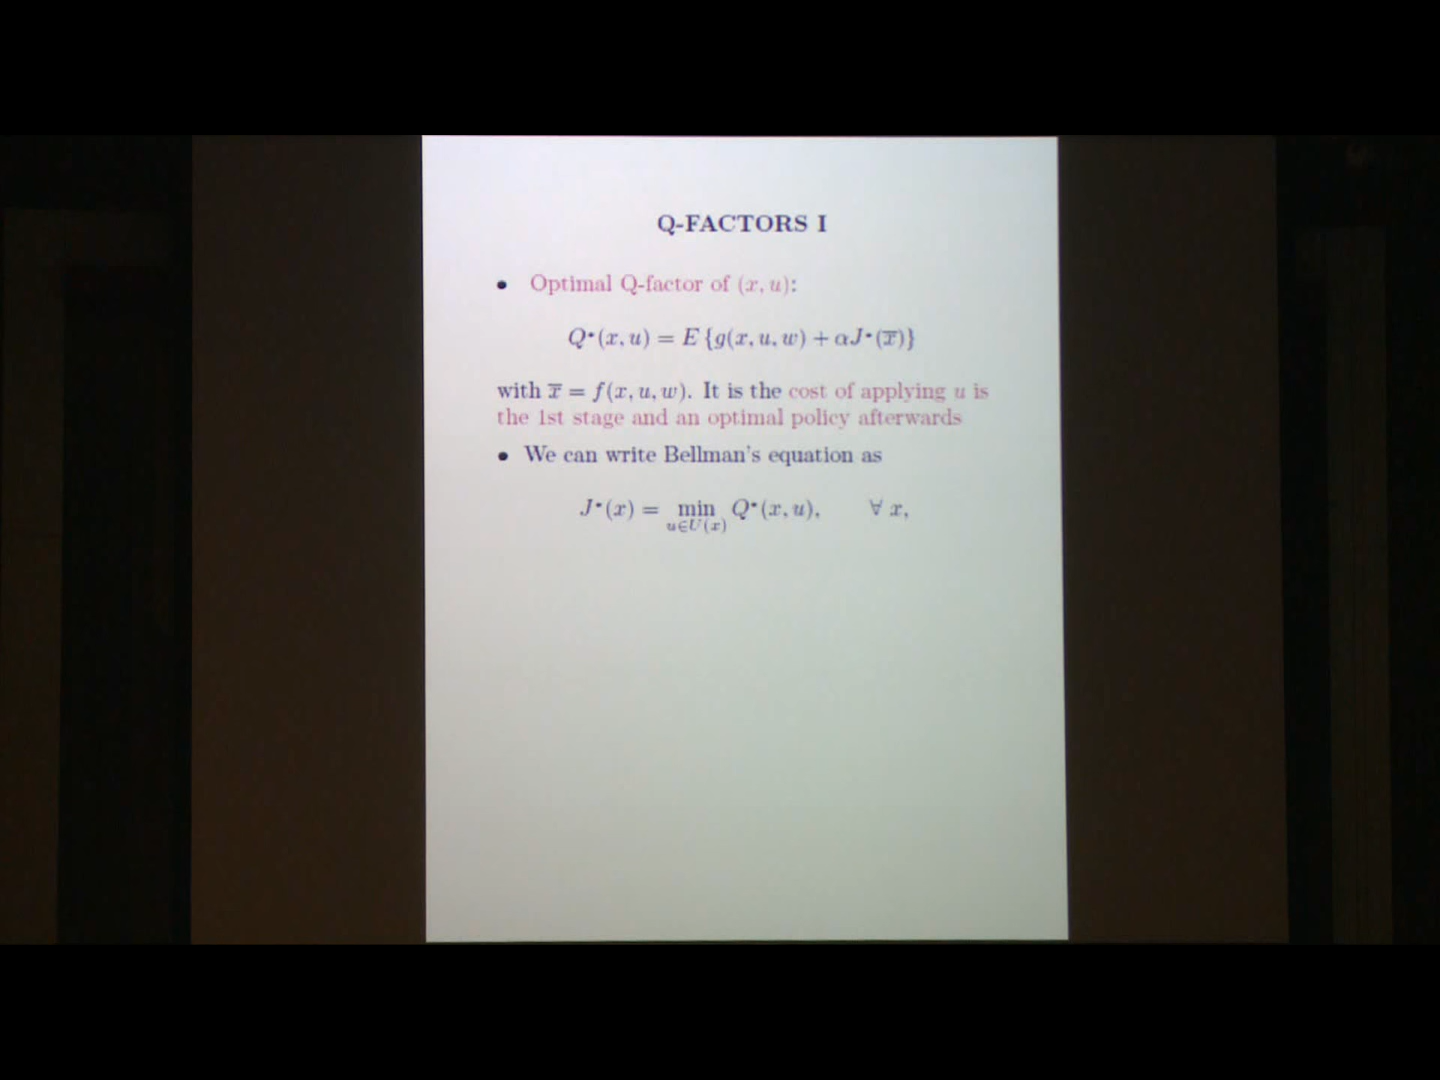 Q-FACTORS I
• Optimal Q-factor of (x, u):
Q*(x, u) = E {g(x, u, w) + αJ*(x̅)}
with x̅ = f(x, u, w). It is the cost of applying u is
the 1st stage and an optimal policy afterwards
• We can write Bellman's equation as
J*(x) = min Q*(x, u), ∀ x,
u∈U(x)